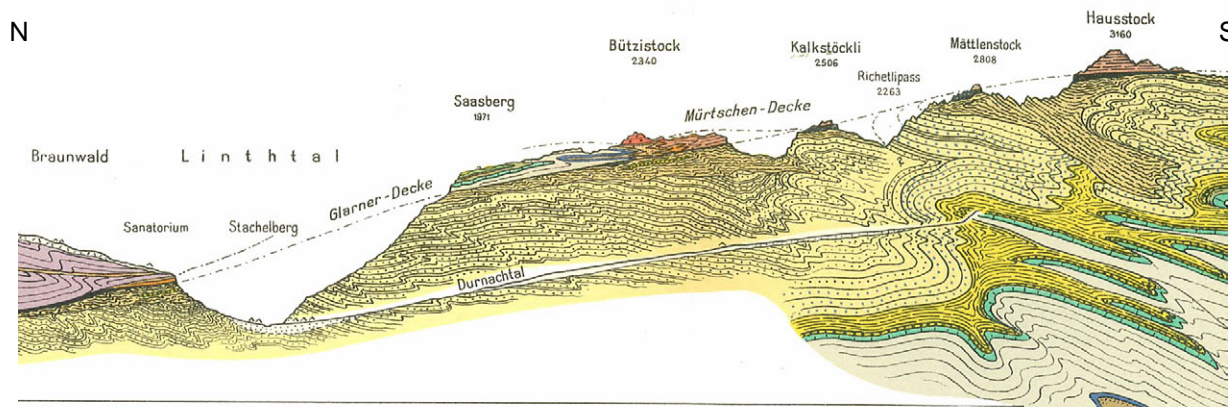 N
S
Hausstock
3160
Bützistock
2340
Kalkstöckli
2506
Mättlenstock
2808
Richetlipass
2263
Saasberg
1871
Mürtschen-Decke
Braunwald
Linthtal
Glarner-Decke
Sanatorium
Stachelberg
Durnachtal